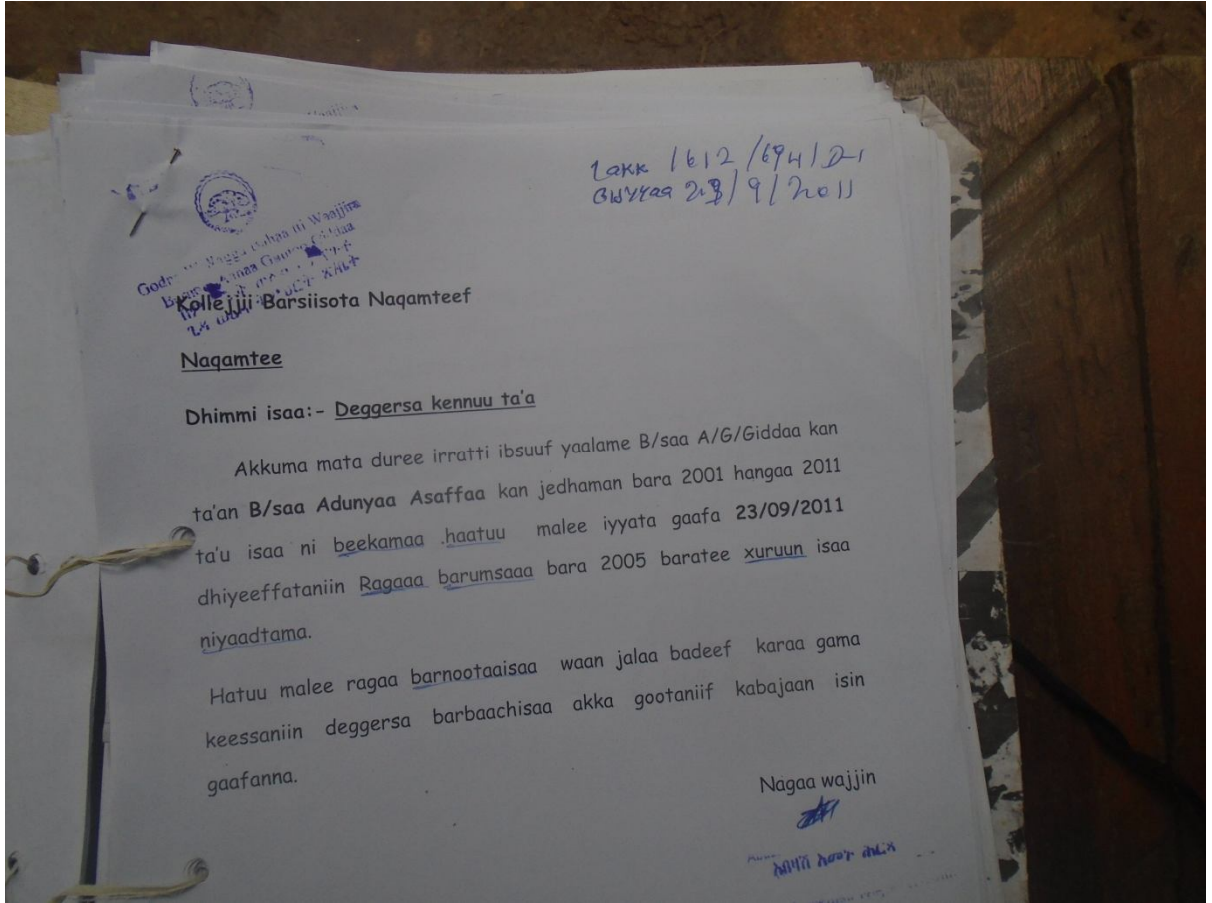 Lakk 1612/694/D-1
Guyyaa 23/9/2011
Kollejjii Barsiisota Naqamteef
Naqamtee
Dhimmi isaa:- Deggersa kennuu ta'a
Akkuma mata duree irratti ibsuuf yaalame B/saa A/G/Giddaa kan
ta'an B/saa Adunyaa Asaffaa kan jedhaman bara 2001 hangaa 2011
ta'u isaa ni beekamaa .haatuu malee iyyata gaafa 23/09/2011
dhiyeeffataniin Ragaaa barumsaaa bara 2005 baratee xuruun isaa
niyaadtama.
Hatuu malee ragaa barnootaaisaa waan jalaa badeef karaa gama
keessaniin deggersa barbaachisaa akka gootaniif kabajaan isin
gaafanna.
Nagaa wajjin